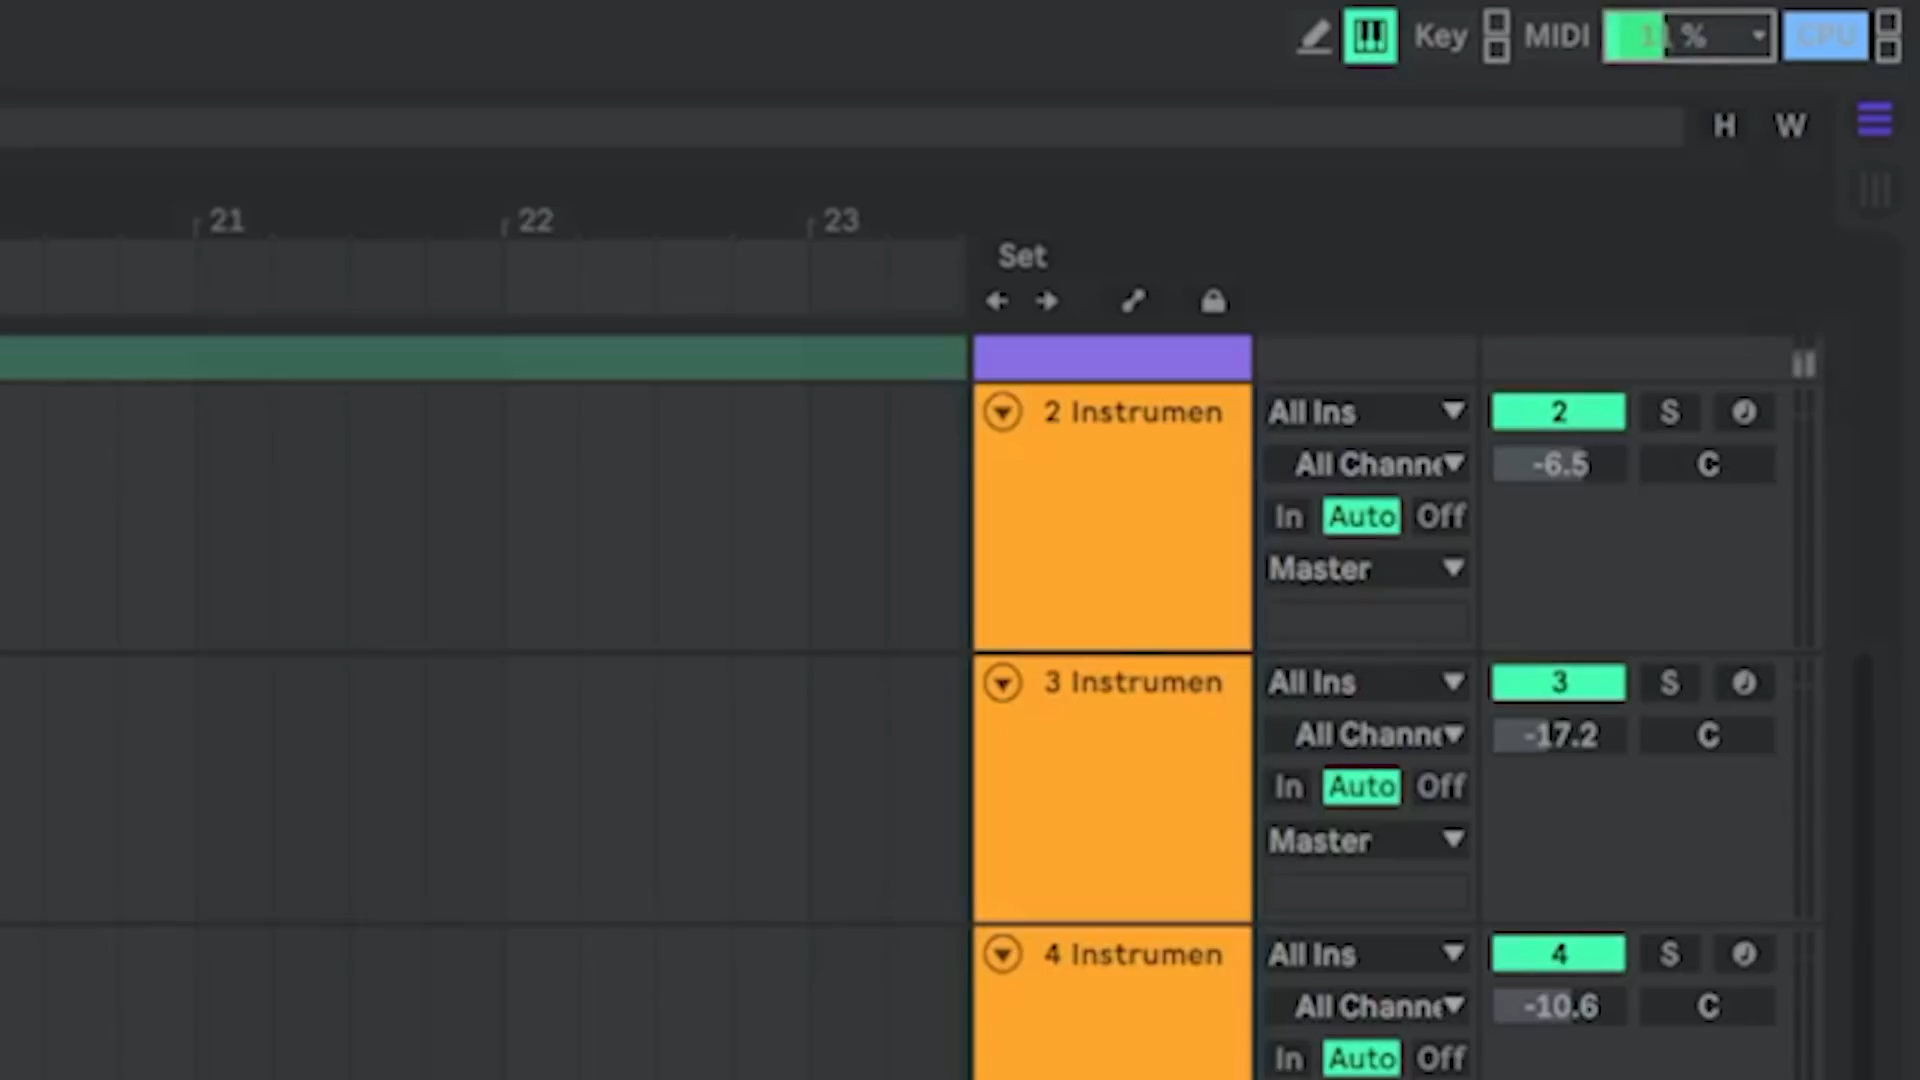 Key MIDI 11 % CPU
H W
21 22 23
Set
2 Instrumen All Ins 2 S
All Channe -6.5 C
In Auto Off
Master
3 Instrumen All Ins 3 S
All Channe -17.2 C
In Auto Off
Master
4 Instrumen All Ins 4 S
All Channe -10.6 C
In Auto Off